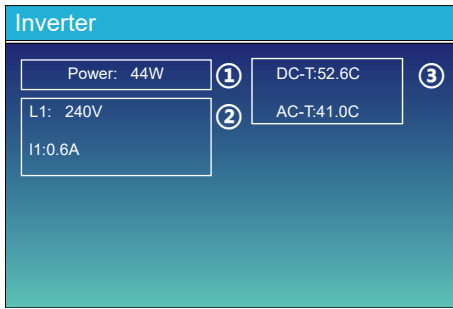 Inverter
Power: 44W
①
L1: 240V
I1:0.6A
②
DC-T:52.6C
AC-T:41.0C
③